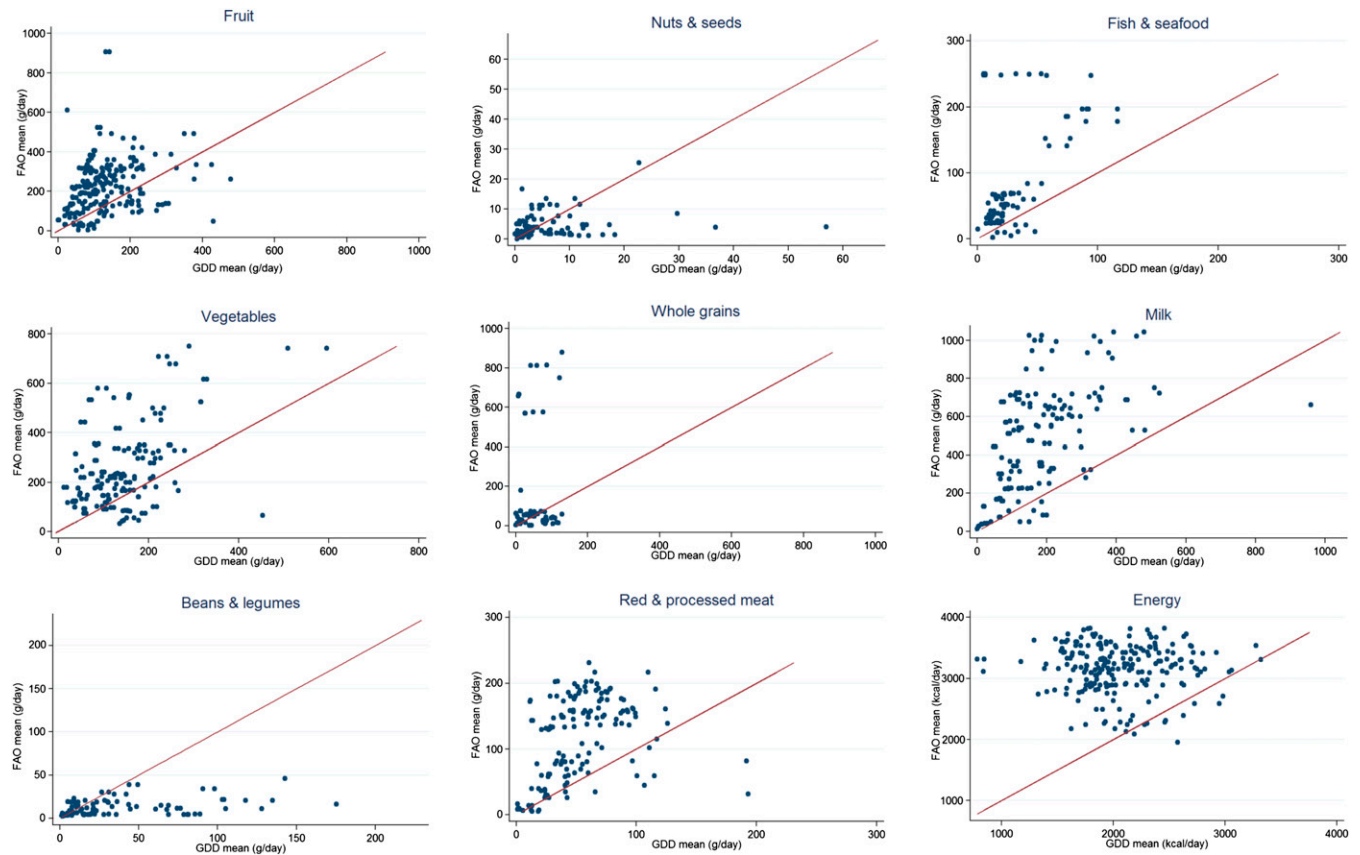 Fruit
1000
800
600
400
200
0
FAO mean (g/day)
0 200 400 600 800 1000
GDD mean (g/day)
Nuts & seeds
60
50
40
30
20
10
0
FAO mean (g/day)
0 10 20 30 40 50 60
GDD mean (g/day)
Fish & seafood
300
200
100
0
FAO mean (g/day)
0 100 200 300
GDD mean (g/day)
Vegetables
800
600
400
200
0
FAO mean (g/day)
0 200 400 600 800
GDD mean (g/day)
Whole grains
1000
800
600
400
200
0
FAO mean (g/day)
0 200 400 600 800 1000
GDD mean (g/day)
Milk
1000
800
600
400
200
0
FAO mean (g/day)
0 200 400 600 800 1000
GDD mean (g/day)
Beans & legumes
200
150
100
50
0
FAO mean (g/day)
0 50 100 150 200
GDD mean (g/day)
Red & processed meat
300
200
100
0
FAO mean (g/day)
0 100 200 300
GDD mean (g/day)
Energy
4000
3000
2000
1000
FAO mean (kcal/day)
1000 2000 3000 4000
GDD mean (kcal/day)